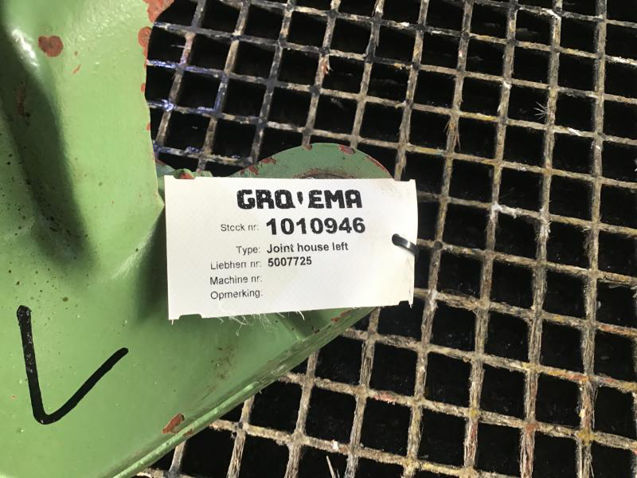 GROVEMA
Stock nr: 1010946
Type: Joint house left
Liebherr nr: 5007725
Machine nr:
Opmerking:
L